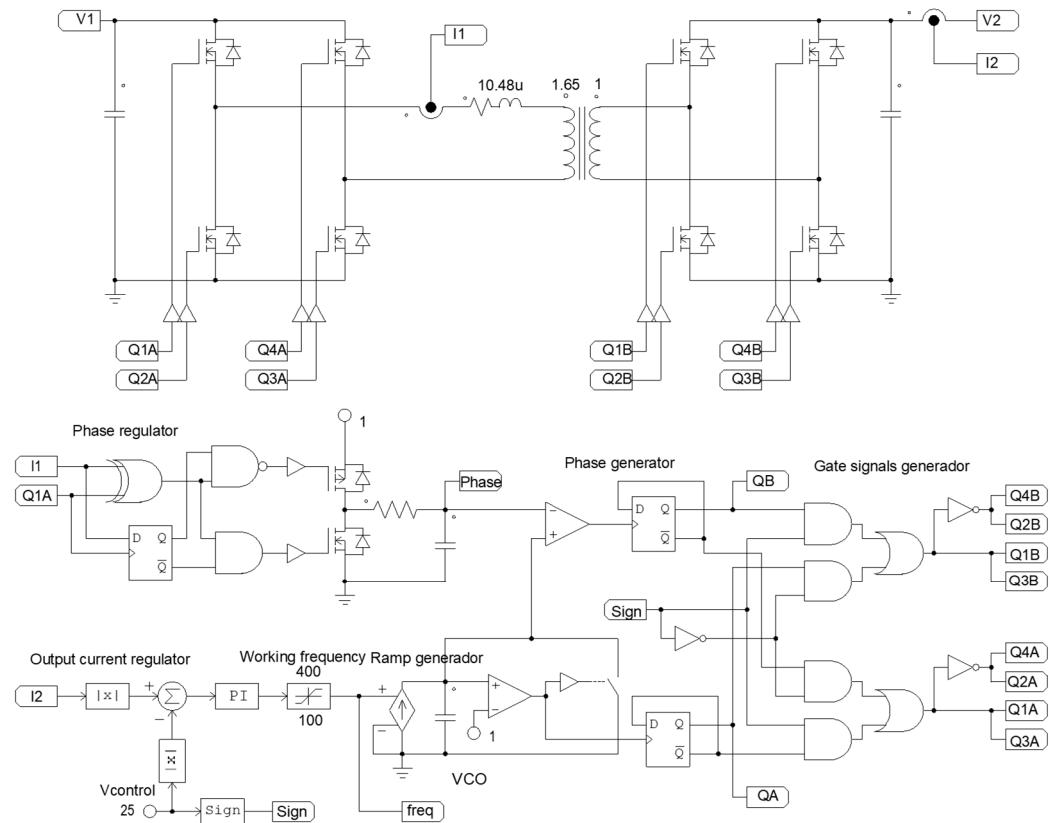 V1
I1
V2
I2
10.48u
1.65 1
Q1A
Q4A
Q2A
Q3A
Q1B
Q4B
Q2B
Q3B
Phase regulator
1
I1
Q1A
D Q
Q
Phase
Phase generator
D Q
Q
QB
Gate signals generador
Q4B
Q2B
Q1B
Q3B
Sign
Output current regulator
Working frequency
Ramp generador
400
100
I2
|x|
+
Σ
−
PI
|x|
Vcontrol
25
Sign
Sign
freq
+
−
+
−
1
VCO
−
+
D Q
Q
QA
Q4A
Q2A
Q1A
Q3A